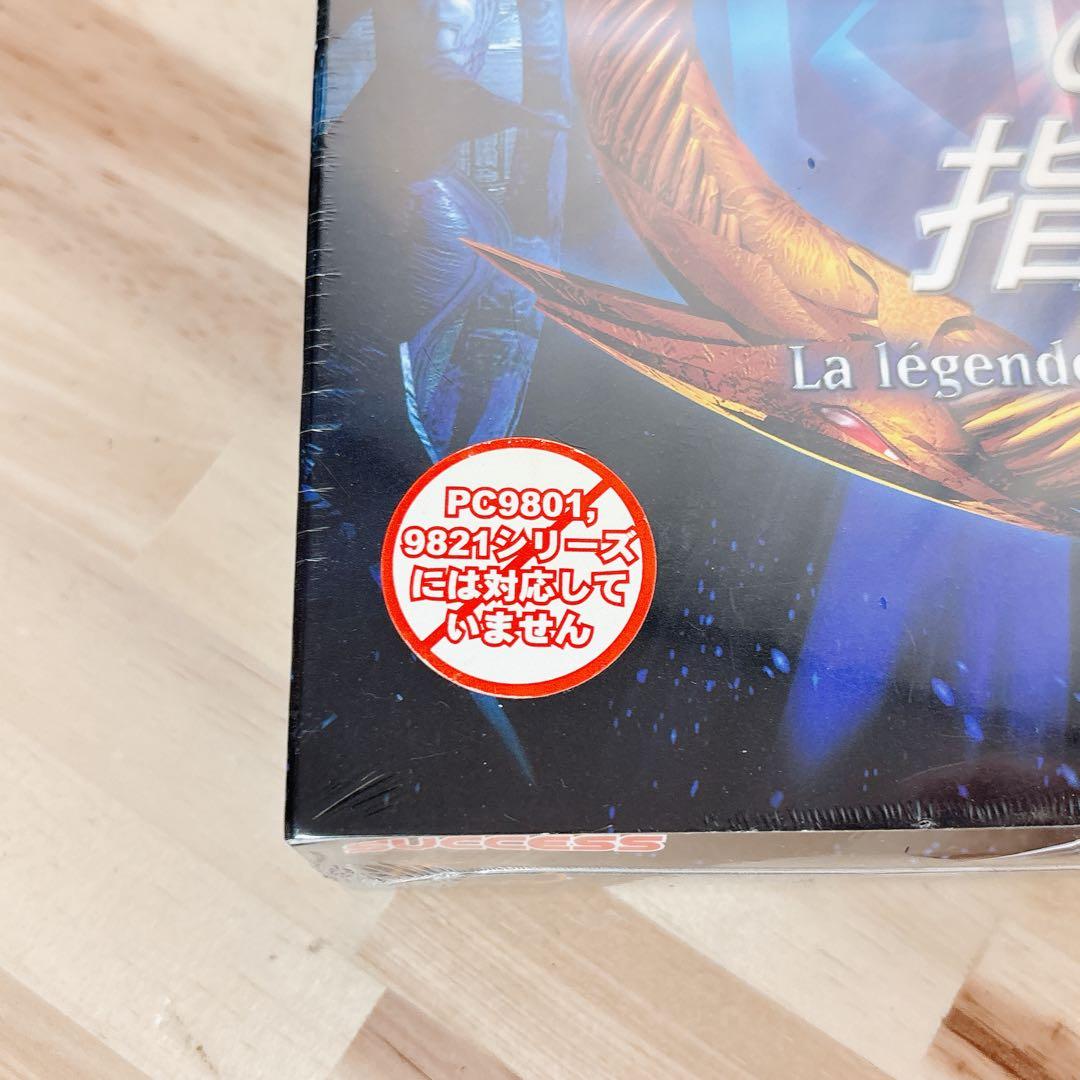 指
La légende
PC9801,
9821シリーズ
には対応して
いません
SUCCESS